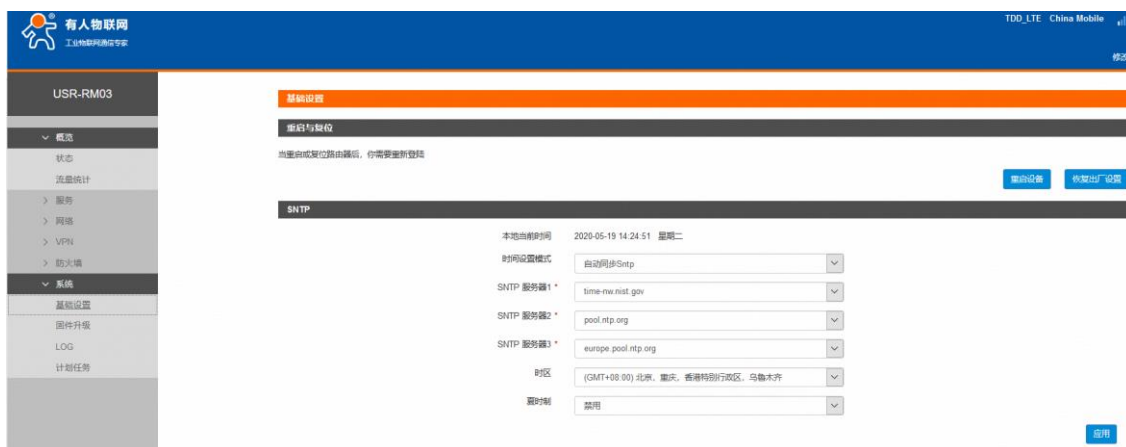 有人物联网
工业物联网通信专家
TDD_LTE China Mobile
修改
USR-RM03
概览
状态
流量统计
服务
网络
VPN
防火墙
系统
基础设置
固件升级
LOG
计划任务
基础设置
重启与复位
当重启或复位路由器后，你需要重新登陆
重启设备 恢复出厂设置
SNTP
本地当前时间 2020-05-19 14:24:51 星期二
时间设置模式 自动同步Sntp
SNTP 服务器1 * time-nw.nist.gov
SNTP 服务器2 * pool.ntp.org
SNTP 服务器3 * europe.pool.ntp.org
时区 (GMT+08:00) 北京，重庆，香港特别行政区，乌鲁木齐
夏时制 禁用
应用